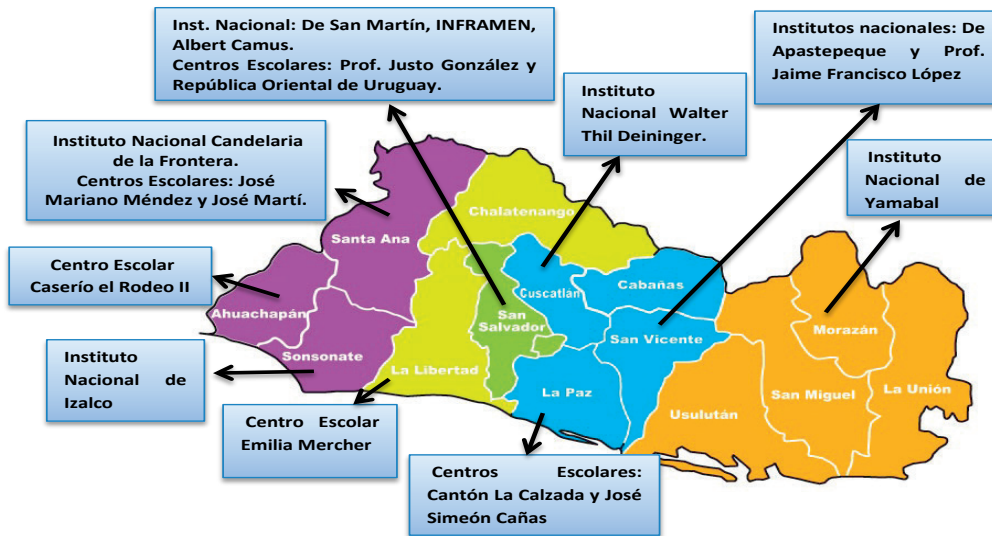 Inst. Nacional: De San Martín, INFRAMEN,
Albert Camus.
Centros Escolares: Prof. Justo González y
República Oriental de Uruguay.
Institutos nacionales: De
Apastepeque y Prof.
Jaime Francisco López
Instituto
Nacional Walter
Thil Deininger.
Instituto Nacional Candelaria
de la Frontera.
Centros Escolares: José
Mariano Méndez y José Martí.
Instituto
Nacional de
Yamabal
Centro Escolar
Caserío el Rodeo II
Instituto
Nacional de
Izalco
Centro Escolar
Emilia Mercher
Centros Escolares:
Cantón La Calzada y José
Simeón Cañas
Chalatenango
Santa Ana
Ahuachapán
Sonsonate
La Libertad
San
Salvador
Cuscatlán
Cabañas
San Vicente
La Paz
Usulután
San Miguel
Morazán
La Unión